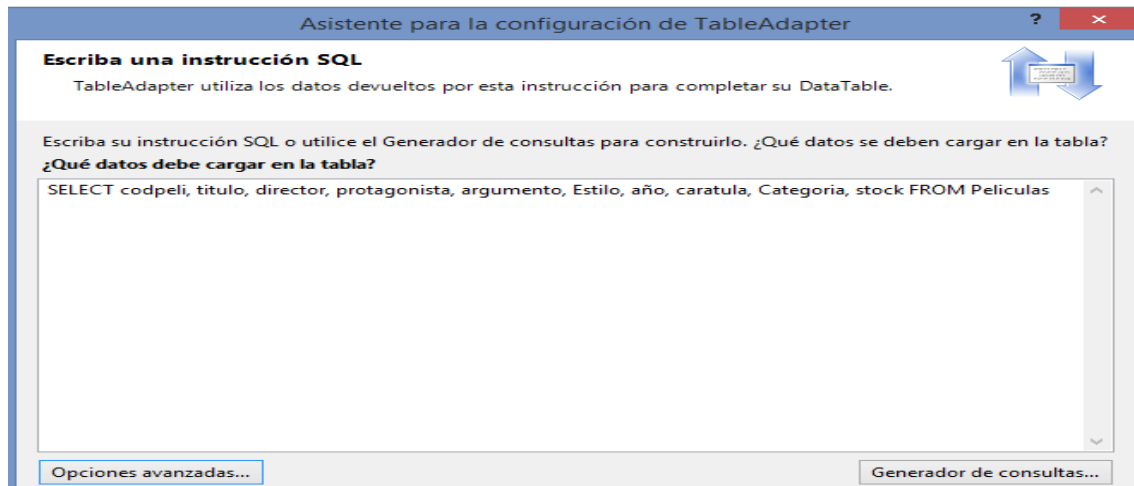 Asistente para la configuración de TableAdapter
?
×
Escriba una instrucción SQL
TableAdapter utiliza los datos devueltos por esta instrucción para completar su DataTable.
Escriba su instrucción SQL o utilice el Generador de consultas para construirlo. ¿Qué datos se deben cargar en la tabla?
¿Qué datos debe cargar en la tabla?
SELECT codpeli, titulo, director, protagonista, argumento, Estilo, año, caratula, Categoria, stock FROM Peliculas
Opciones avanzadas...
Generador de consultas...